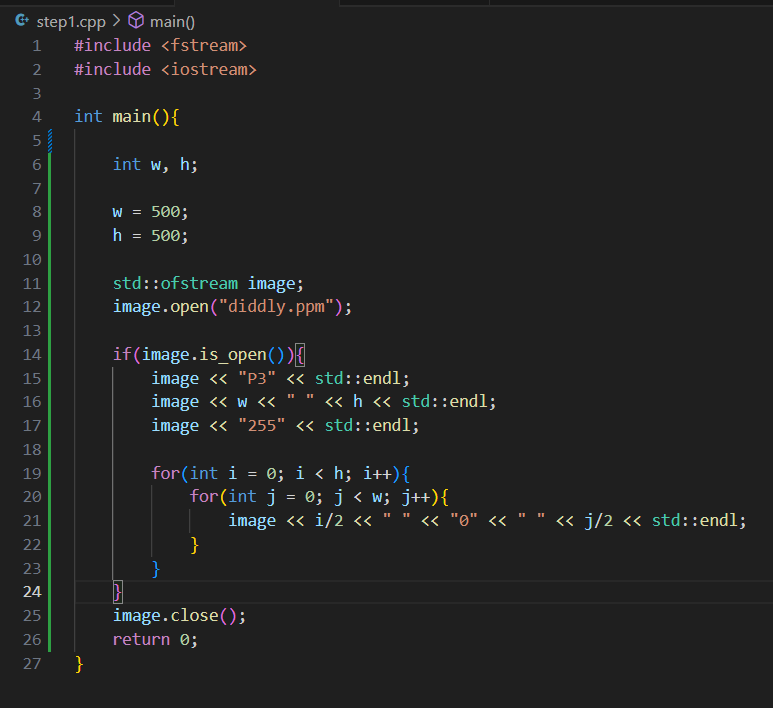 step1.cpp > main()
1 #include <fstream>
2 #include <iostream>
3
4 int main(){
5
6     int w, h;
7
8     w = 500;
9     h = 500;
10
11     std::ofstream image;
12     image.open("diddly.ppm");
13
14     if(image.is_open()){
15         image << "P3" << std::endl;
16         image << w << " " << h << std::endl;
17         image << "255" << std::endl;
18
19         for(int i = 0; i < h; i++){
20             for(int j = 0; j < w; j++){
21                 image << i/2 << " " << "0" << " " << j/2 << std::endl;
22             }
23         }
24     }
25     image.close();
26     return 0;
27 }